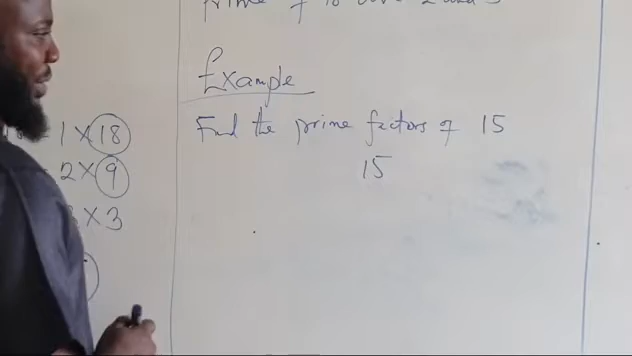 Example
Find the prime factors of 15
15
1 X 18
2 X 9
X 3